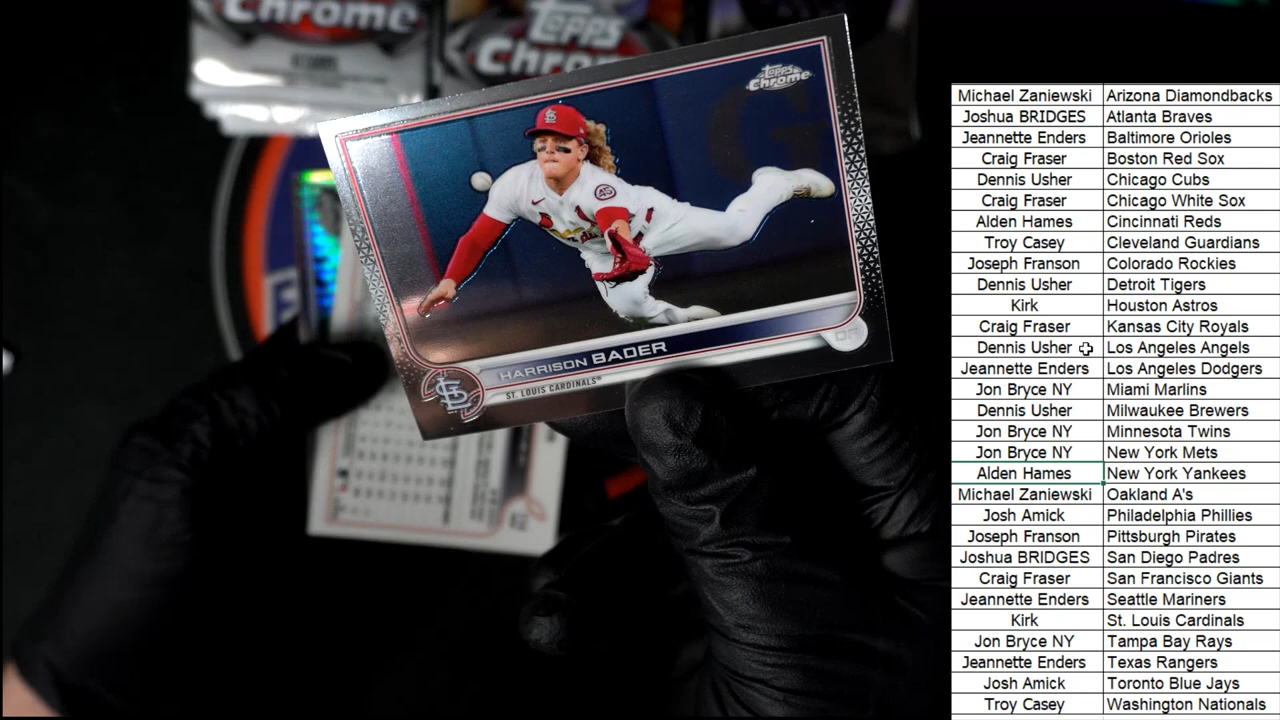 Chrome
Topps
Chrome
Topps
Chrome
45
HARRISON BADER
ST. LOUIS CARDINALS
OF
Michael Zaniewski Arizona Diamondbacks
Joshua BRIDGES Atlanta Braves
Jeannette Enders Baltimore Orioles
Craig Fraser Boston Red Sox
Dennis Usher Chicago Cubs
Craig Fraser Chicago White Sox
Alden Hames Cincinnati Reds
Troy Casey Cleveland Guardians
Joseph Franson Colorado Rockies
Dennis Usher Detroit Tigers
Kirk Houston Astros
Craig Fraser Kansas City Royals
Dennis Usher Los Angeles Angels
Jeannette Enders Los Angeles Dodgers
Jon Bryce NY Miami Marlins
Dennis Usher Milwaukee Brewers
Jon Bryce NY Minnesota Twins
Jon Bryce NY New York Mets
Alden Hames New York Yankees
Michael Zaniewski Oakland A's
Josh Amick Philadelphia Phillies
Joseph Franson Pittsburgh Pirates
Joshua BRIDGES San Diego Padres
Craig Fraser San Francisco Giants
Jeannette Enders Seattle Mariners
Kirk St. Louis Cardinals
Jon Bryce NY Tampa Bay Rays
Jeannette Enders Texas Rangers
Josh Amick Toronto Blue Jays
Troy Casey Washington Nationals